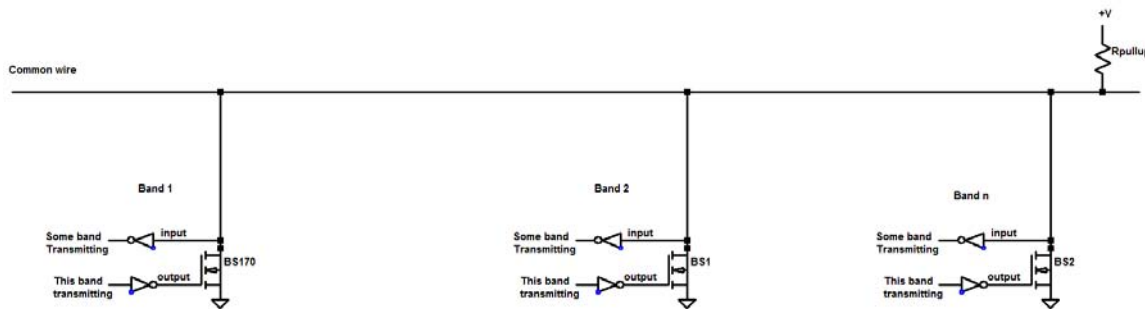 +V
Rpullup
Common wire
Band 1
Band 2
Band n
Some band
Transmitting
input
BS170
This band
transmitting
output
Some band
Transmitting
input
BS1
This band
transmitting
output
Some band
Transmitting
input
BS2
This band
transmitting
output